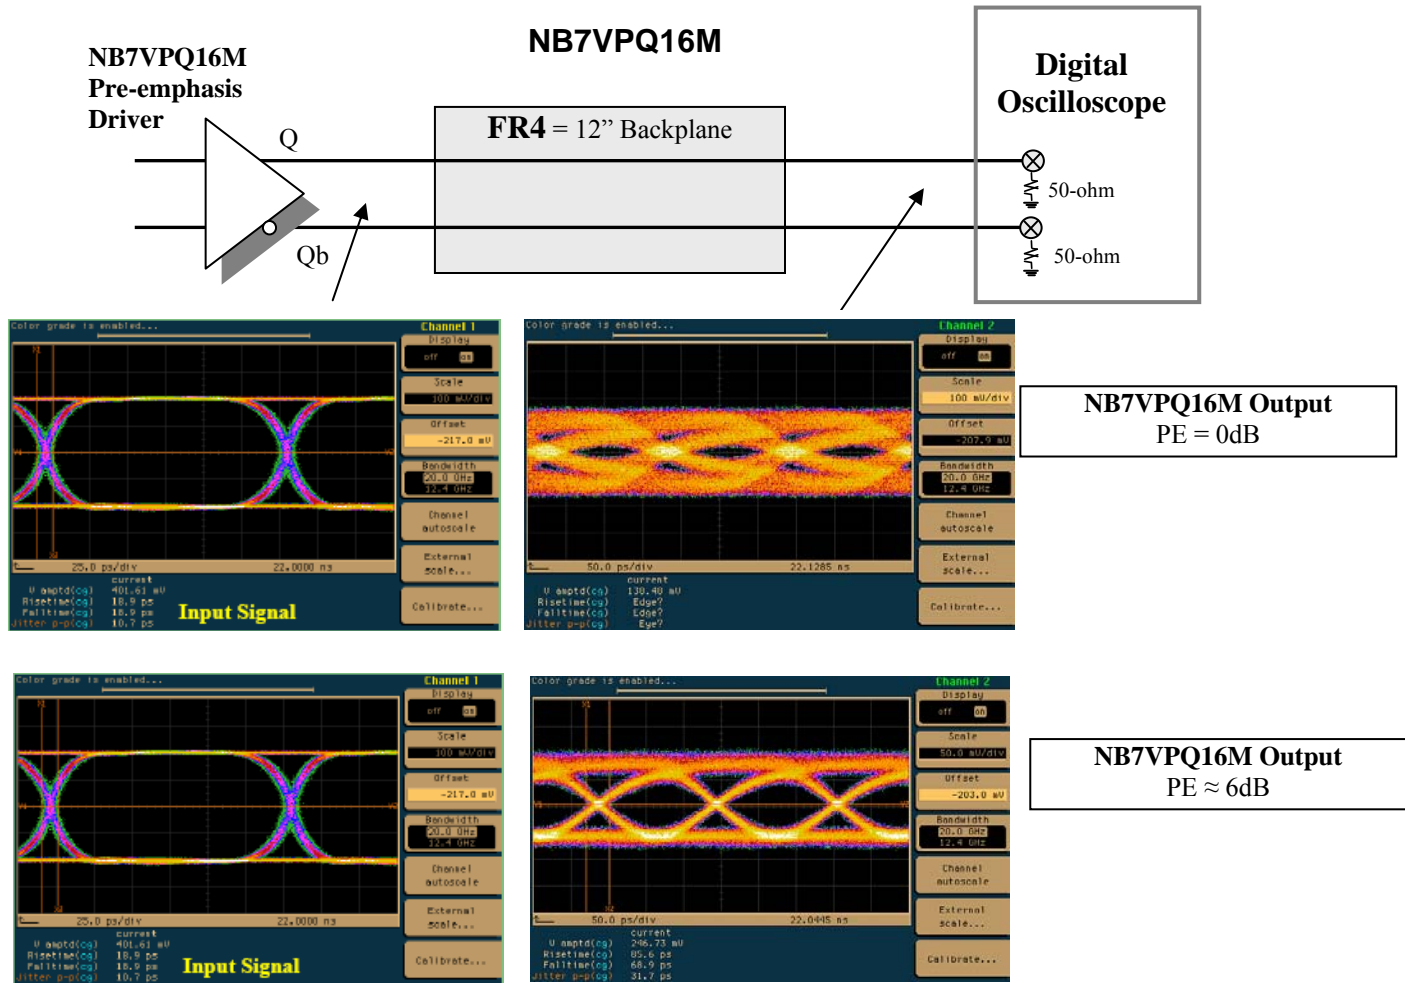 NB7VPQ16M
NB7VPQ16M
Pre-emphasis
Driver
Digital
Oscilloscope
Q
FR4 = 12” Backplane
50-ohm
Qb
50-ohm
Color grade is enabled...
Channel 1
Display
off on
Scale
100 mV/div
Offset
-217.0 mV
Bandwidth
20.0 GHz
12.4 GHz
Channel
autoscale
External
scale...
Calibrate...
25.0 ps/div
22.0000 ns
current
V amptd(cg) 401.61 mV
Risetime(cg) 18.9 ps
Falltime(cg) 18.9 ps
Jitter p-p(cg) 10.7 ps
Input Signal
Color grade is enabled...
Channel 2
Display
off on
Scale
100 mV/div
Offset
-207.9 mV
Bandwidth
20.0 GHz
12.4 GHz
Channel
autoscale
External
scale...
Calibrate...
50.0 ps/div
22.1285 ns
current
V amptd(cg) 138.48 mV
Risetime(cg) Edge?
Falltime(cg) Edge?
Jitter p-p(cg) Eye?
NB7VPQ16M Output
PE = 0dB
Color grade is enabled...
Channel 1
Display
off on
Scale
100 mV/div
Offset
-217.0 mV
Bandwidth
20.0 GHz
12.4 GHz
Channel
autoscale
External
scale...
Calibrate...
25.0 ps/div
22.0000 ns
current
V amptd(cg) 401.61 mV
Risetime(cg) 18.9 ps
Falltime(cg) 18.9 ps
Jitter p-p(cg) 10.7 ps
Input Signal
Color grade is enabled...
Channel 2
Display
off on
Scale
50.0 mV/div
Offset
-203.0 mV
Bandwidth
20.0 GHz
12.4 GHz
Channel
autoscale
External
scale...
Calibrate...
50.0 ps/div
22.0445 ns
current
V amptd(cg) 246.73 mV
Risetime(cg) 85.6 ps
Falltime(cg) 68.9 ps
Jitter p-p(cg) 31.7 ps
NB7VPQ16M Output
PE ≈ 6dB